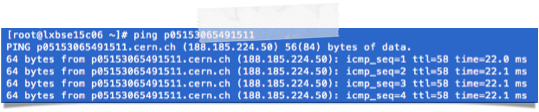 [root@lxbse15c06 ~]# ping p05153065491511
PING p05153065491511.cern.ch (188.185.224.50) 56(84) bytes of data.
64 bytes from p05153065491511.cern.ch (188.185.224.50): icmp_seq=1 ttl=58 time=22.0 ms
64 bytes from p05153065491511.cern.ch (188.185.224.50): icmp_seq=2 ttl=58 time=22.1 ms
64 bytes from p05153065491511.cern.ch (188.185.224.50): icmp_seq=3 ttl=58 time=22.1 ms
64 bytes from p05153065491511.cern.ch (188.185.224.50): icmp_seq=4 ttl=58 time=22.1 ms